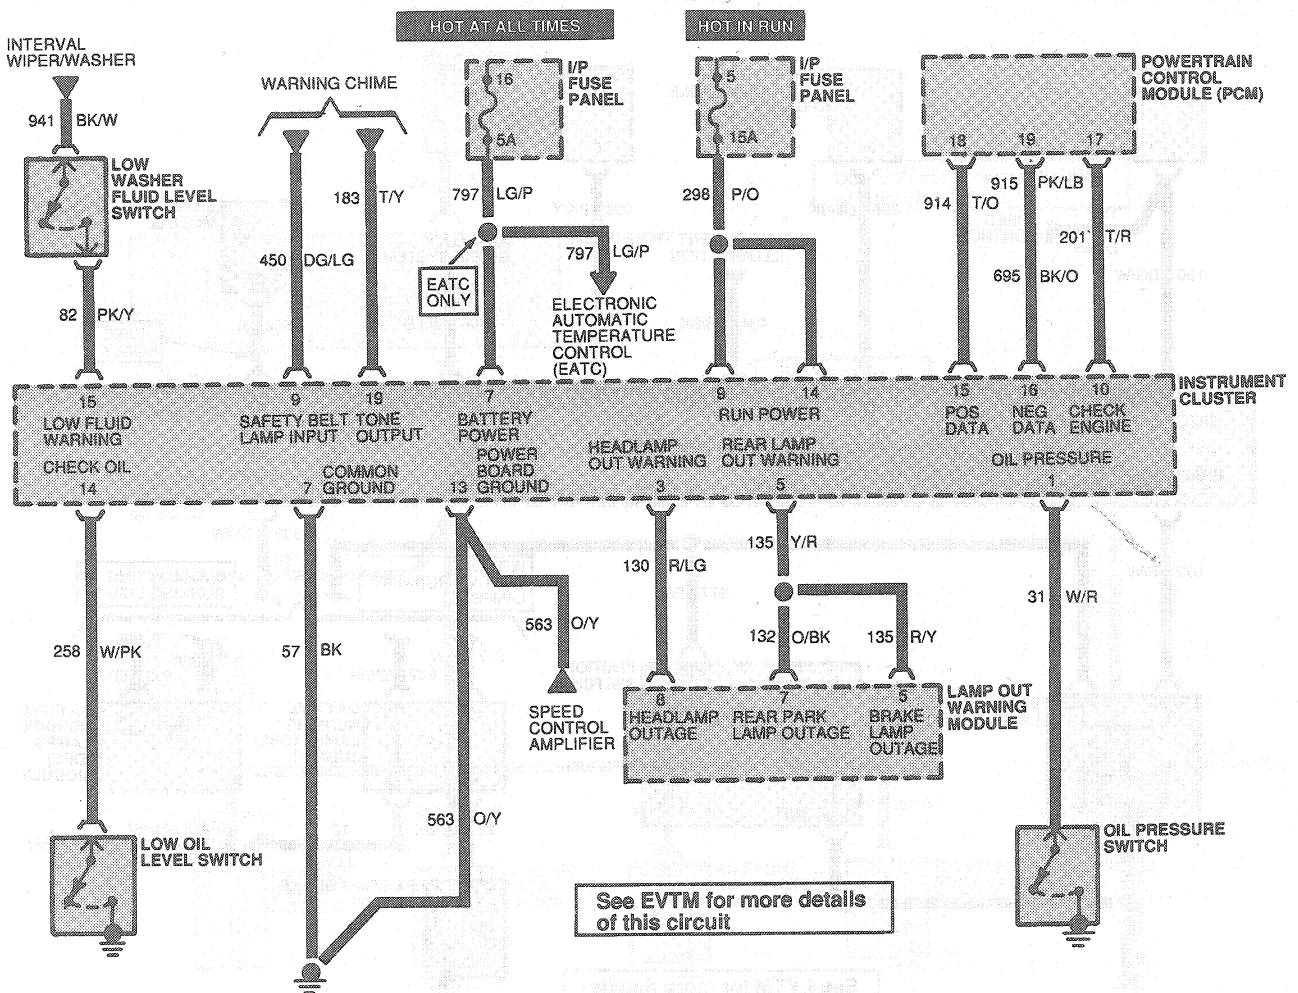 HOT AT ALL TIMES
HOT IN RUN
INTERVAL
WIPER/WASHER
941 BK/W
LOW
WASHER
FLUID LEVEL
SWITCH
82 PK/Y
WARNING CHIME
450 DG/LG
183 T/Y
16
5A
I/P
FUSE
PANEL
797 LG/P
EATC
ONLY
797 LG/P
ELECTRONIC
AUTOMATIC
TEMPERATURE
CONTROL
(EATC)
5
15A
I/P
FUSE
PANEL
298 P/O
POWERTRAIN
CONTROL
MODULE (PCM)
18 19 17
914 T/O
915 PK/LB
201 T/R
695 BK/O
INSTRUMENT
CLUSTER
15 9 19 7 9 14 15 16 10
LOW FLUID
WARNING
SAFETY BELT
LAMP INPUT
TONE
OUTPUT
BATTERY
POWER
RUN POWER
POS
DATA
NEG
DATA
CHECK
ENGINE
CHECK OIL
COMMON
GROUND
POWER
BOARD
GROUND
HEADLAMP
OUT WARNING
REAR LAMP
OUT WARNING
OIL PRESSURE
14 7 13 3 5 1
258 W/PK
57 BK
563 O/Y
SPEED
CONTROL
AMPLIFIER
563 O/Y
130 R/LG
135 Y/R
132 O/BK
135 R/Y
31 W/R
8 7 5
HEADLAMP
OUTAGE
REAR PARK
LAMP OUTAGE
BRAKE
LAMP
OUTAGE
LAMP OUT
WARNING
MODULE
LOW OIL
LEVEL SWITCH
OIL PRESSURE
SWITCH
See EVTM for more details
of this circuit